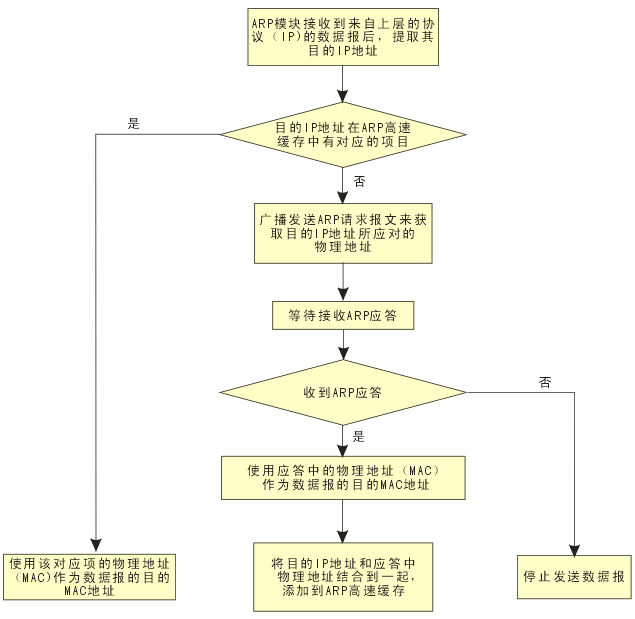 ARP模块接收到来自上层的协
议（IP)的数据报后，提取其
目的IP地址
是
目的IP地址在ARP高速
缓存中有对应的项目
否
广播发送ARP请求报文来获
取目的IP地址所应对的
物理地址
等待接收ARP应答
收到ARP应答
否
是
使用应答中的物理地址（MAC）
作为数据报的目的MAC地址
使用该对应项的物理地址
（MAC)作为数据报的目的
MAC地址
将目的IP地址和应答中
物理地址结合到一起，
添加到ARP高速缓存
停止发送数据报